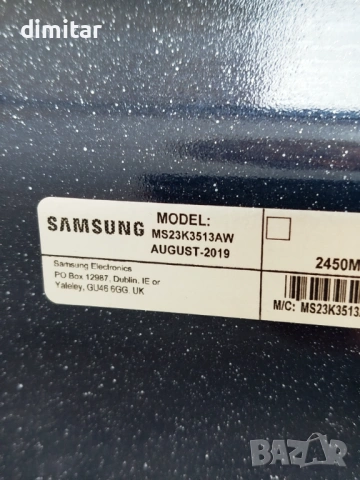 dimitar
SAMSUNG
MODEL:
MS23K3513AW
AUGUST-2019
Samsung Electronics
PO Box 12987, Dublin, IE or
Yateley, GU46 6GG UK
2450M
M/C: MS23K3513
BAZAR